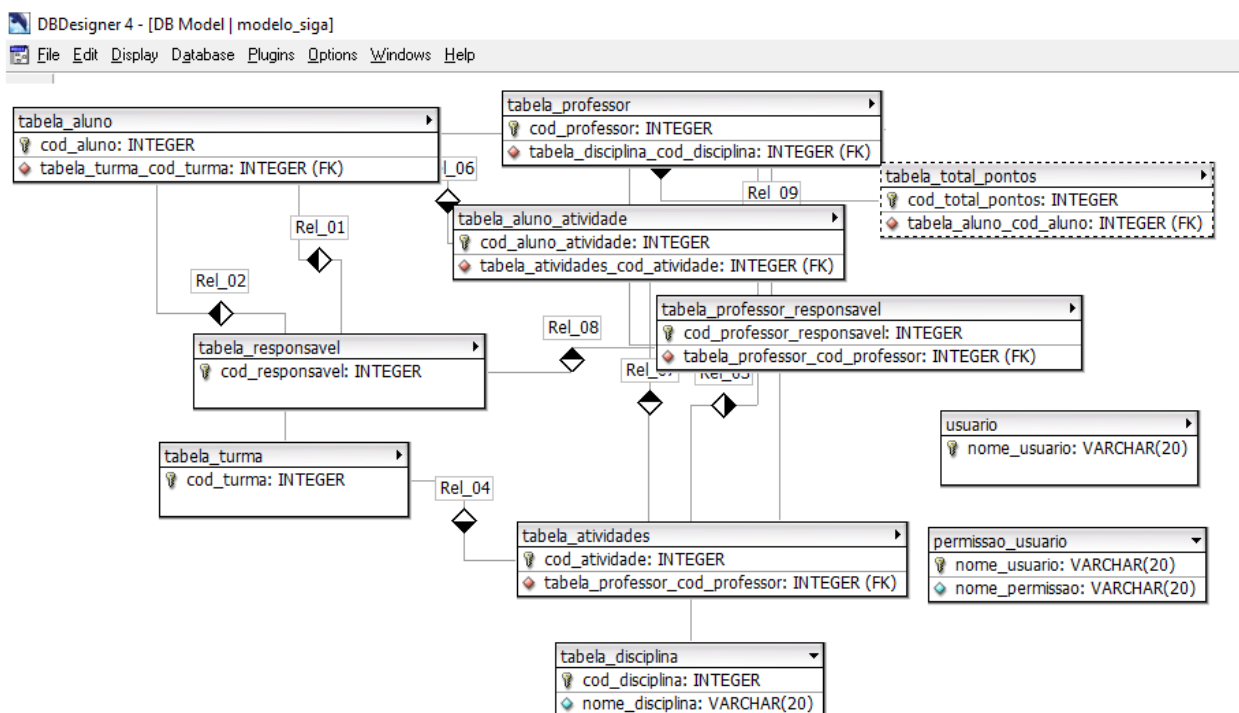 DBDesigner 4 - [DB Model | modelo_siga]
File Edit Display Database Plugins Options Windows Help
tabela_aluno
cod_aluno: INTEGER
tabela_turma_cod_turma: INTEGER (FK)
tabela_professor
cod_professor: INTEGER
tabela_disciplina_cod_disciplina: INTEGER (FK)
l_06
Rel_09
tabela_total_pontos
cod_total_pontos: INTEGER
tabela_aluno_cod_aluno: INTEGER (FK)
tabela_aluno_atividade
cod_aluno_atividade: INTEGER
tabela_atividades_cod_atividade: INTEGER (FK)
Rel_01
Rel_02
tabela_professor_responsavel
cod_professor_responsavel: INTEGER
tabela_professor_cod_professor: INTEGER (FK)
Rel_08
tabela_responsavel
cod_responsavel: INTEGER
usuario
nome_usuario: VARCHAR(20)
tabela_turma
cod_turma: INTEGER
Rel_04
tabela_atividades
cod_atividade: INTEGER
tabela_professor_cod_professor: INTEGER (FK)
permissao_usuario
nome_usuario: VARCHAR(20)
nome_permissao: VARCHAR(20)
tabela_disciplina
cod_disciplina: INTEGER
nome_disciplina: VARCHAR(20)